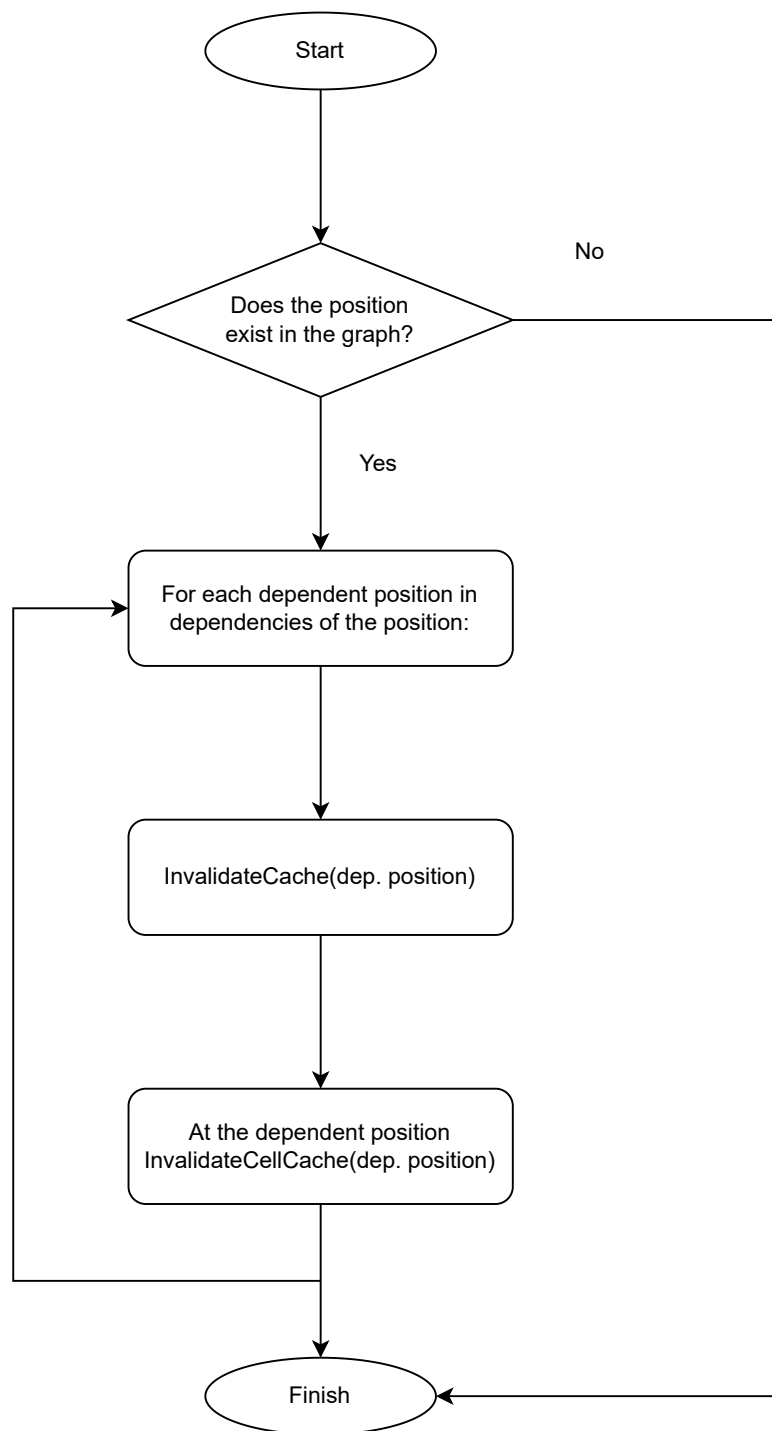 Start
No
Does the position
exist in the graph?
Yes
For each dependent position in
dependencies of the position:
InvalidateCache(dep. position)
At the dependent position
InvalidateCellCache(dep. position)
Finish